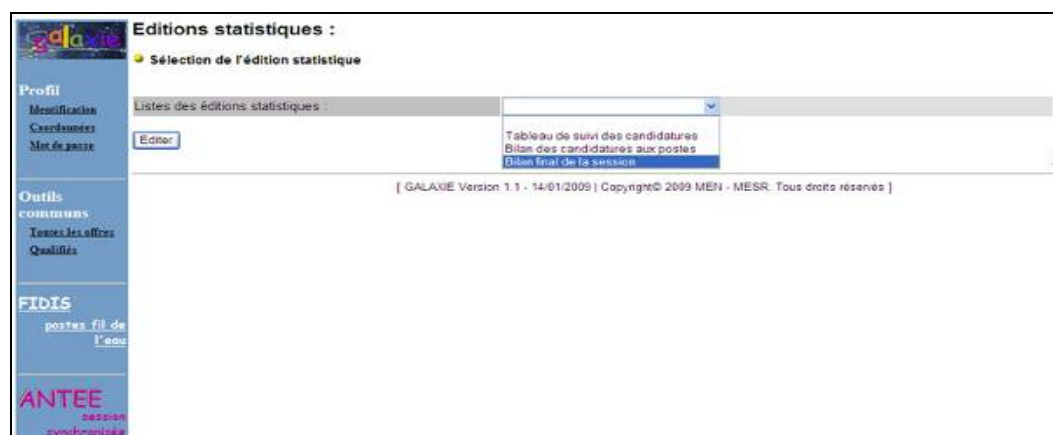 galaxie
Editions statistiques :
Sélection de l'édition statistique
Profil
Identification
Coordonnées
Mot de passe
Listes des éditions statistiques :
Editer
Tableau de suivi des candidatures
Bilan des candidatures aux postes
Bilan final de la session
[ GALAXIE Version 1.1 - 14/01/2009 | Copyright© 2009 MEN - MESR. Tous droits réservés ]
Outils
communs
Toutes les offres
Qualifiés
FIDIS
postes fil de
l'eau
ANTEE
session
synchronisée